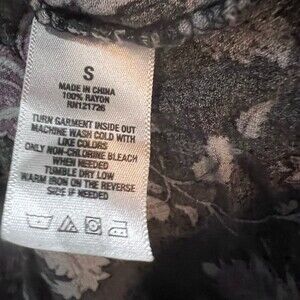 S
MADE IN CHINA
100% RAYON
RN121726
TURN GARMENT INSIDE OUT
MACHINE WASH COLD WITH
LIKE COLORS
ONLY NON-CHLORINE BLEACH
WHEN NEEDED
TUMBLE DRY LOW
WARM IRON ON THE REVERSE
SIZE IF NEEDED